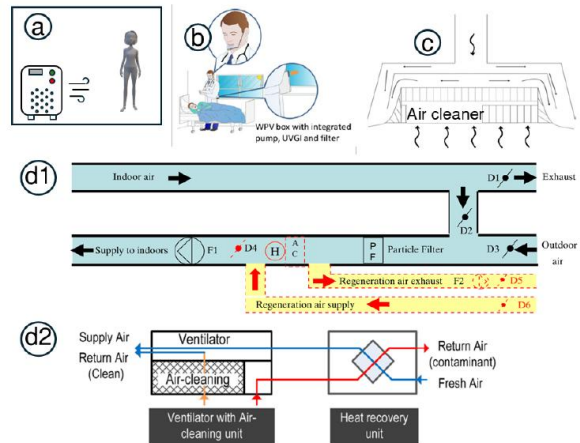 a
b
c
WPV box with integrated
pump, UVGI and filter
Air cleaner
d1
Indoor air
D1
Exhaust
D2
Supply to indoors
F1
D4
H
A
C
P
F
Particle Filter
D3
Outdoor
air
Regeneration air exhaust
F2
D5
Regeneration air supply
D6
d2
Supply Air
Return Air
(Clean)
Ventilator
Air-cleaning
Return Air
(contaminant)
Fresh Air
Ventilator with Air-
cleaning unit
Heat recovery
unit